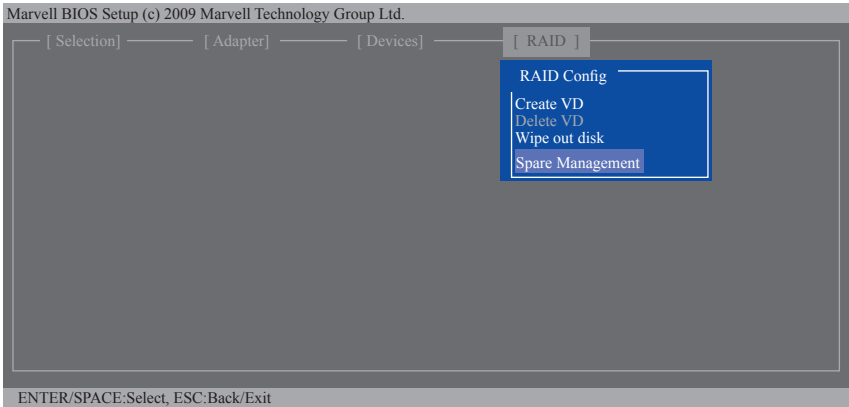 Marvell BIOS Setup (c) 2009 Marvell Technology Group Ltd.
[ Selection] [ Adapter] [ Devices] [ RAID ]
RAID Config
Create VD
Delete VD
Wipe out disk
Spare Management
ENTER/SPACE:Select, ESC:Back/Exit